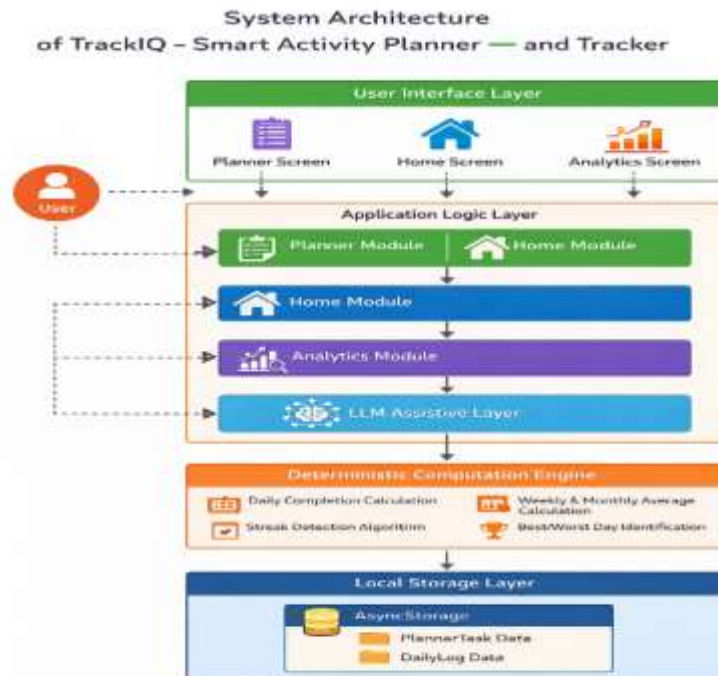 System Architecture
of TrackIQ – Smart Activity Planner — and Tracker
User Interface Layer
Planner Screen
Home Screen
Analytics Screen
User
Application Logic Layer
Planner Module
Home Module
Home Module
Analytics Module
LLM Assistive Layer
Deterministic Computation Engine
Daily Completion Calculation
Weekly & Monthly Average
Calculation
Streak Detection Algorithm
Best/Worst Day Identification
Local Storage Layer
AsyncStorage
PlannerTask Data
DailyLog Data